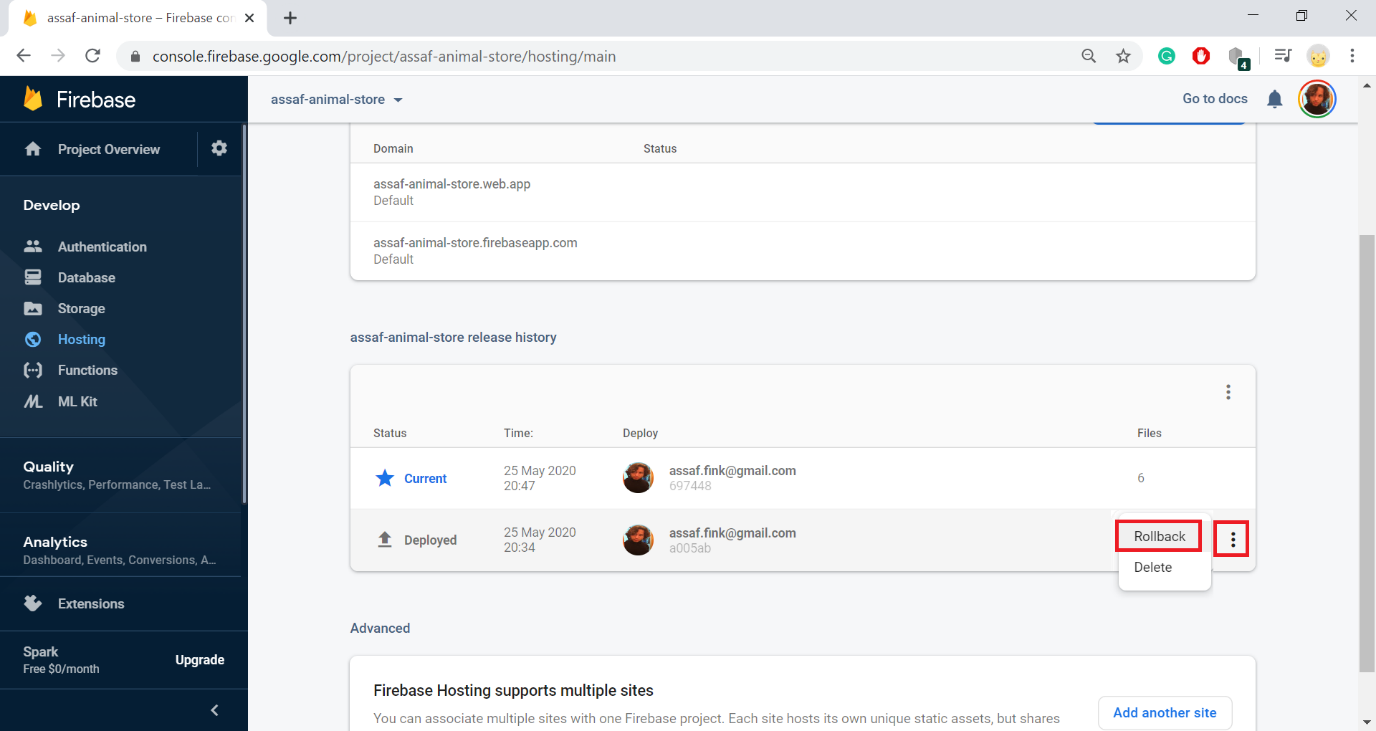 assaf-animal-store – Firebase con
console.firebase.google.com/project/assaf-animal-store/hosting/main
4
Firebase
assaf-animal-store
Go to docs
Project Overview
Develop
Authentication
Database
Storage
Hosting
Functions
ML Kit
Quality
Crashlytics, Performance, Test La...
Analytics
Dashboard, Events, Conversions, A...
Extensions
Spark
Free $0/month
Upgrade
Domain Status
assaf-animal-store.web.app
Default
assaf-animal-store.firebaseapp.com
Default
assaf-animal-store release history
Status Time: Deploy Files
Current
25 May 2020
20:47
assaf.fink@gmail.com
697448
6
Deployed
25 May 2020
20:34
assaf.fink@gmail.com
a005ab
Rollback
Delete
Advanced
Firebase Hosting supports multiple sites
You can associate multiple sites with one Firebase project. Each site hosts its own unique static assets, but shares
Add another site